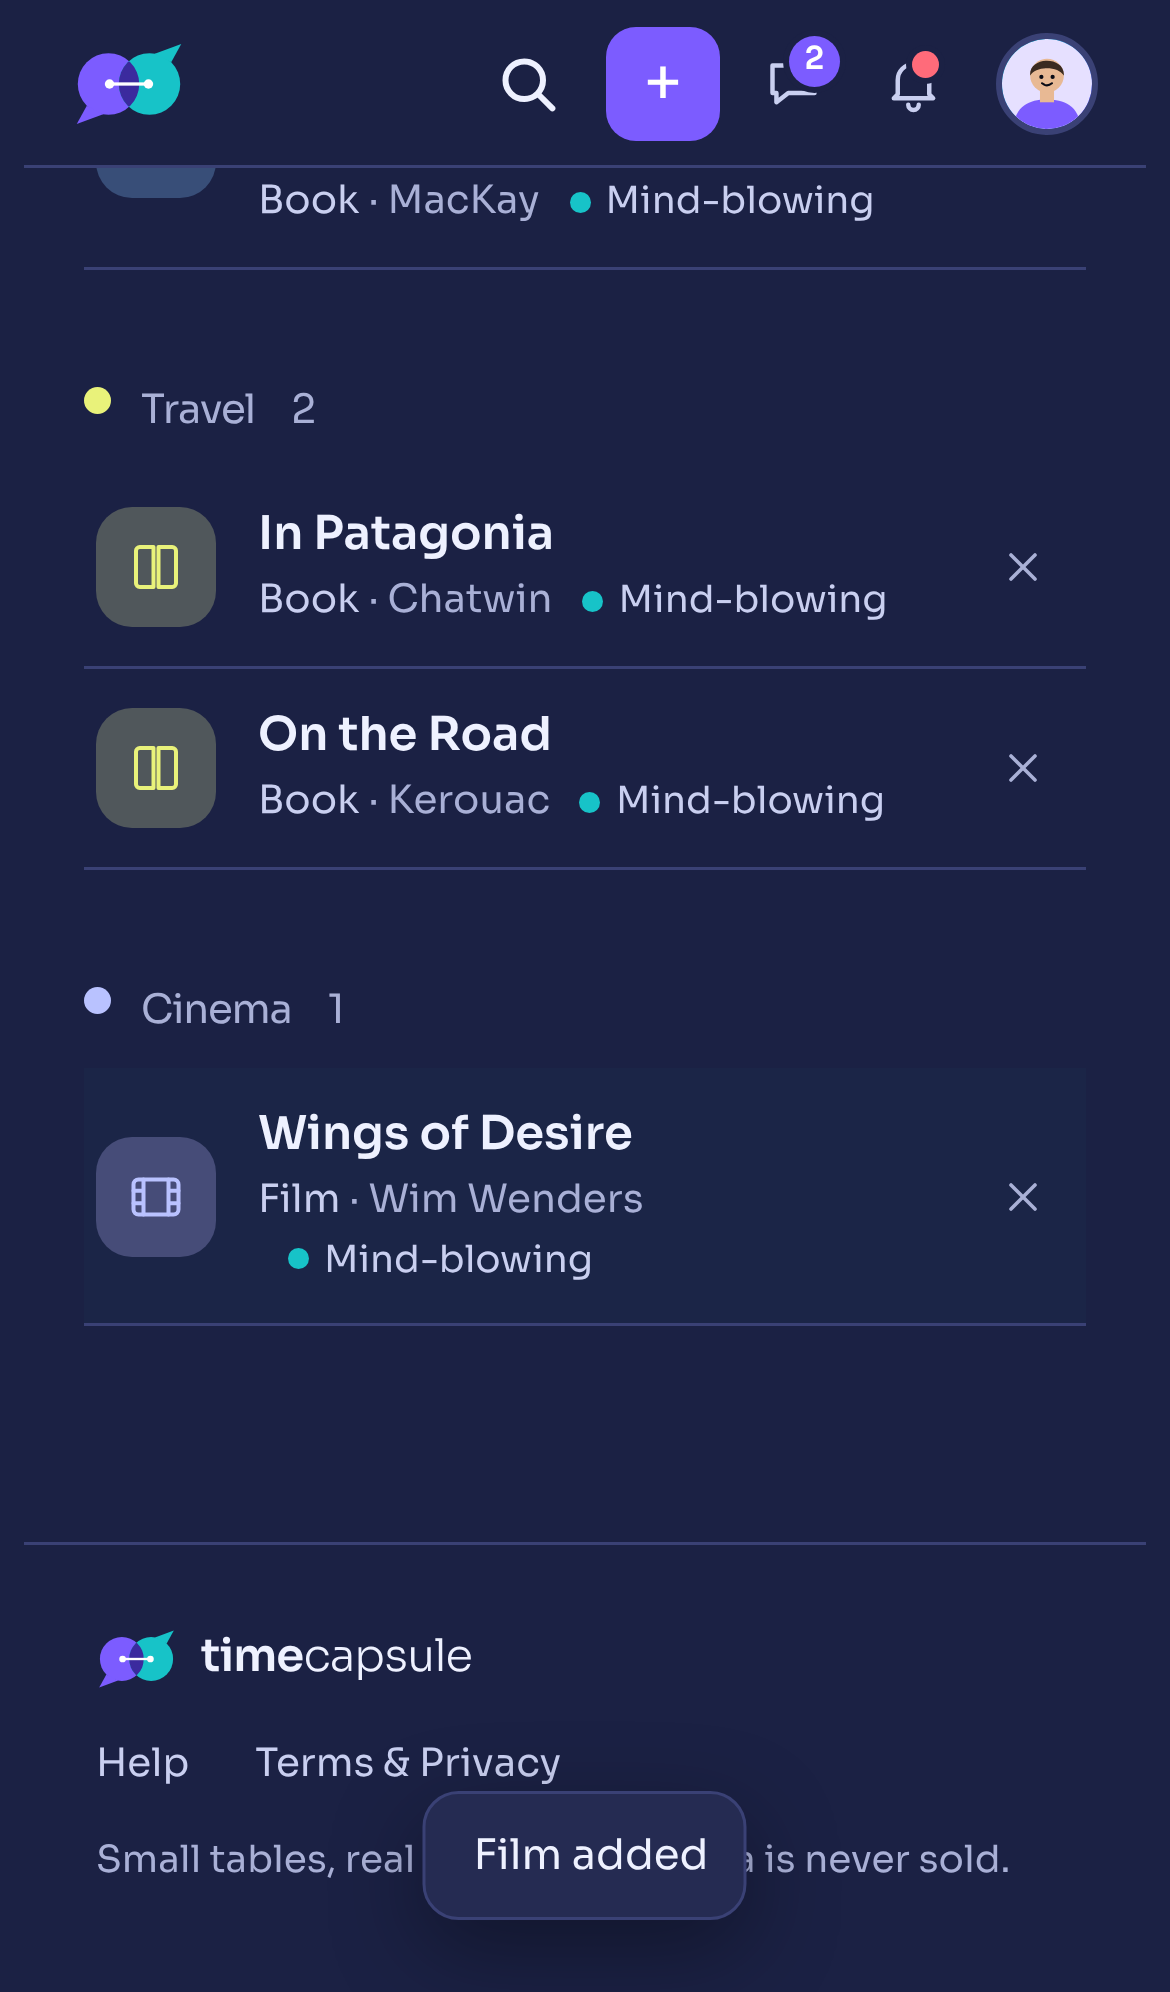 2
Book · MacKay Mind-blowing
Travel 2
In Patagonia
Book · Chatwin Mind-blowing
On the Road
Book · Kerouac Mind-blowing
Cinema 1
Wings of Desire
Film · Wim Wenders
Mind-blowing
timecapsule
Help Terms & Privacy
Small tables, real is never sold.
Film added